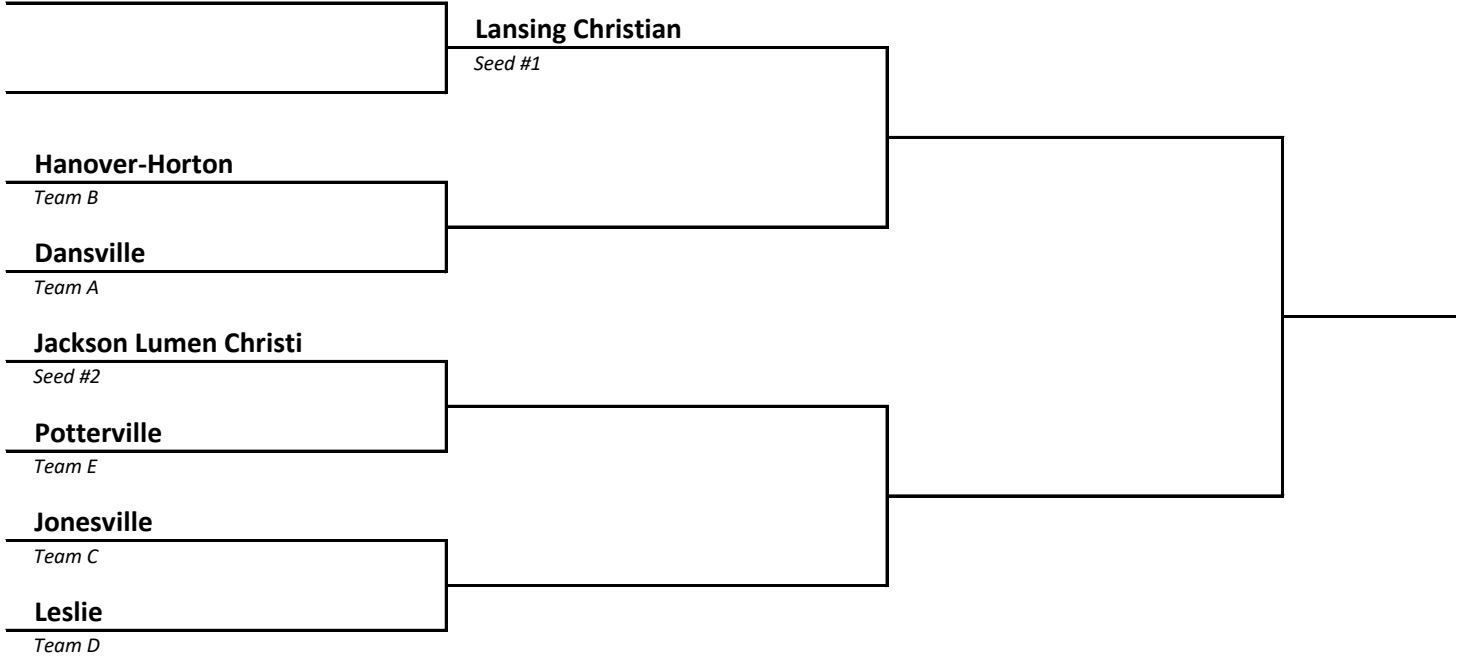 Lansing Christian
Seed #1
Hanover-Horton
Team B
Dansville
Team A
Jackson Lumen Christi
Seed #2
Potterville
Team E
Jonesville
Team C
Leslie
Team D